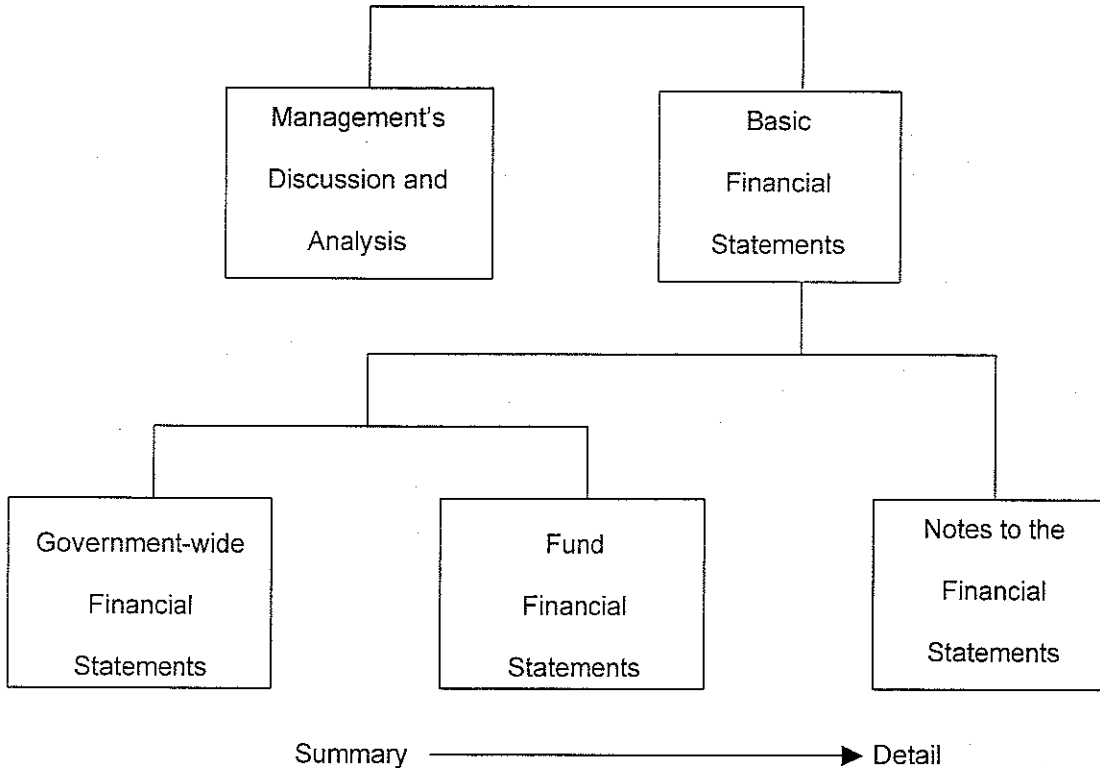 Management's
Discussion and
Analysis
Basic
Financial
Statements
Government-wide
Financial
Statements
Fund
Financial
Statements
Notes to the
Financial
Statements
Summary
Detail